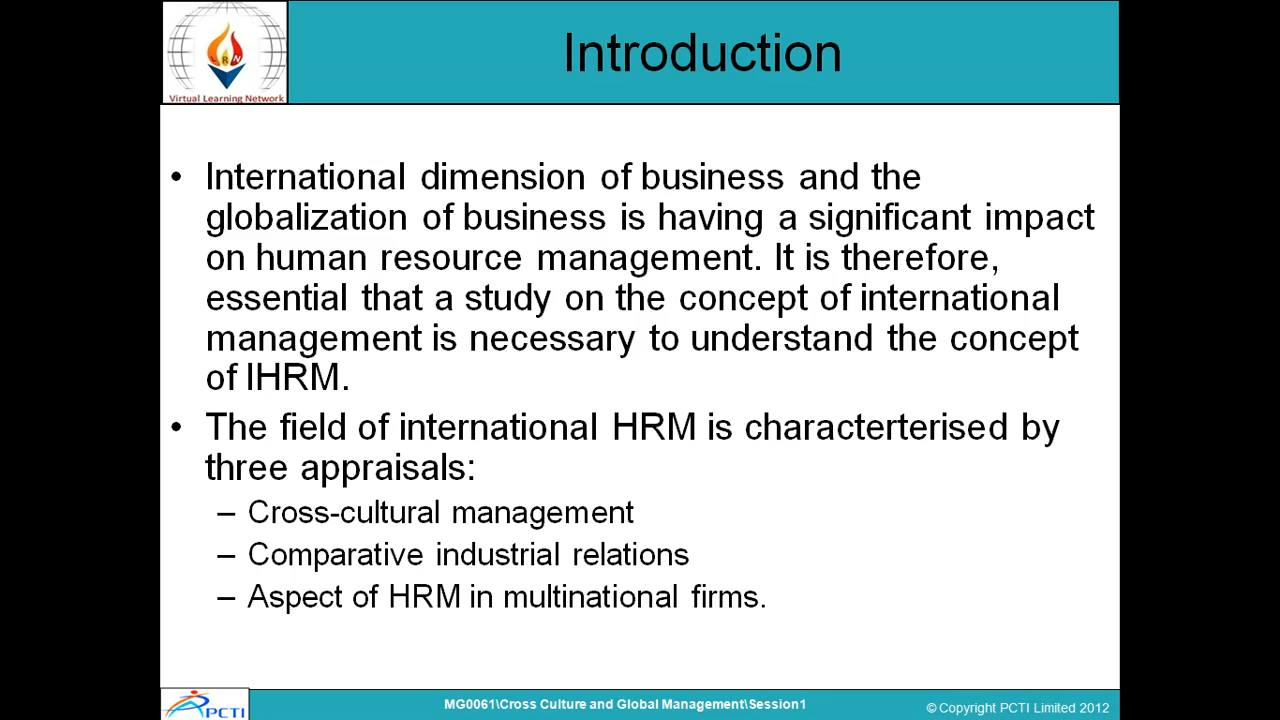 Introduction
LRN
Virtual Learning Network
• International dimension of business and the
globalization of business is having a significant impact
on human resource management. It is therefore,
essential that a study on the concept of international
management is necessary to understand the concept
of IHRM.
• The field of international HRM is characterterised by
three appraisals:
– Cross-cultural management
– Comparative industrial relations
– Aspect of HRM in multinational firms.
PCTI
MG0061\Cross Culture and Global Management\Session1
© Copyright PCTI Limited 2012